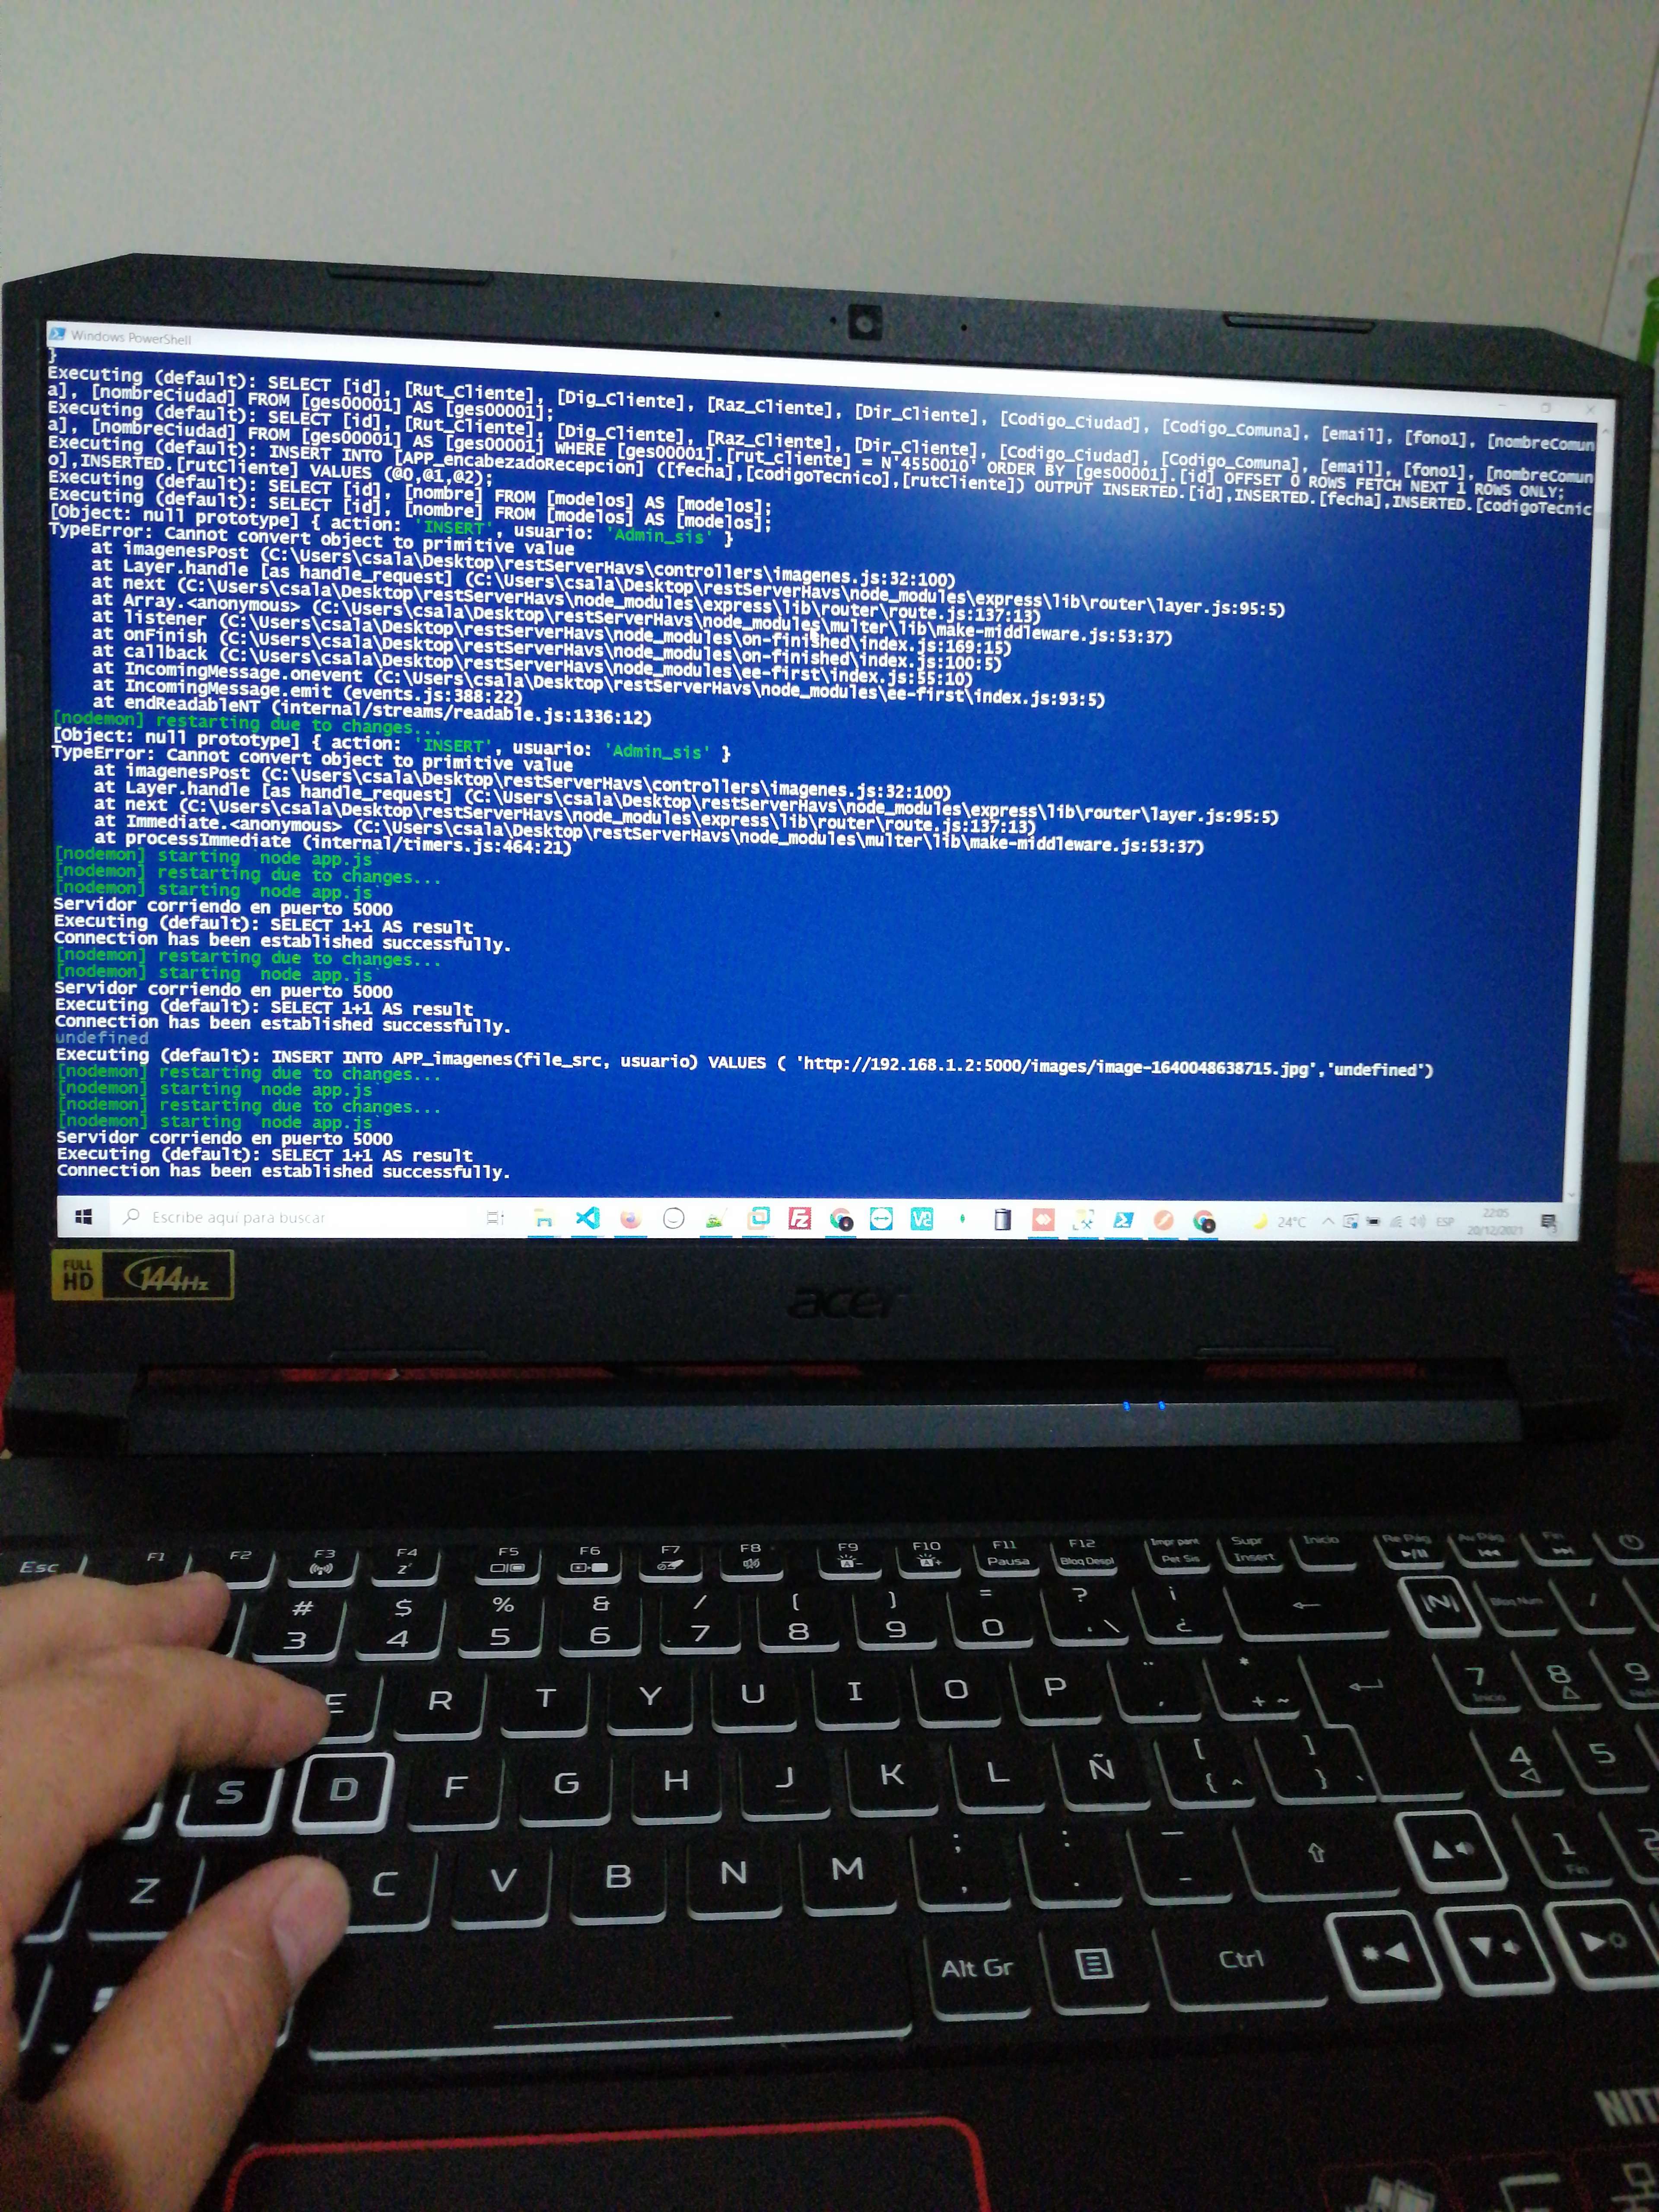 Windows PowerShell
}
Executing (default): SELECT [id], [Rut_Cliente], [Dig_Cliente], [Raz_Cliente], [Dir_Cliente], [Codigo_Ciudad], [Codigo_Comuna], [email], [fono1], [nombreComun
a], [nombreCiudad] FROM [ges00001] AS [ges00001];
Executing (default): SELECT [id], [Rut_Cliente], [Dig_Cliente], [Raz_Cliente], [Dir_Cliente], [Codigo_Ciudad], [Codigo_Comuna], [email], [fono1], [nombreComun
a], [nombreCiudad] FROM [ges00001] AS [ges00001] WHERE [ges00001].[rut_cliente] = N'4550010' ORDER BY [ges00001].[id] OFFSET 0 ROWS FETCH NEXT 1 ROWS ONLY;
Executing (default): INSERT INTO [APP_encabezadoRecepcion] ([fecha],[codigoTecnico],[rutCliente]) OUTPUT INSERTED.[id],INSERTED.[fecha],INSERTED.[codigoTecnic
o],INSERTED.[rutCliente] VALUES (@0,@1,@2);
Executing (default): SELECT [id], [nombre] FROM [modelos] AS [modelos];
Executing (default): SELECT [id], [nombre] FROM [modelos] AS [modelos];
[Object: null prototype] { action: 'INSERT', usuario: 'Admin_sis' }
TypeError: Cannot convert object to primitive value
at imagenesPost (C:\Users\csala\Desktop\restServerHavs\controllers\imagenes.js:32:100)
at Layer.handle [as handle_request] (C:\Users\csala\Desktop\restServerHavs\node_modules\express\lib\router\layer.js:95:5)
at next (C:\Users\csala\Desktop\restServerHavs\node_modules\express\lib\router\route.js:137:13)
at Array.<anonymous> (C:\Users\csala\Desktop\restServerHavs\node_modules\multer\lib\make-middleware.js:53:37)
at listener (C:\Users\csala\Desktop\restServerHavs\node_modules\on-finished\index.js:169:15)
at onFinish (C:\Users\csala\Desktop\restServerHavs\node_modules\on-finished\index.js:100:5)
at callback (C:\Users\csala\Desktop\restServerHavs\node_modules\ee-first\index.js:55:10)
at IncomingMessage.onevent (C:\Users\csala\Desktop\restServerHavs\node_modules\ee-first\index.js:93:5)
at IncomingMessage.emit (events.js:388:22)
at endReadableNT (internal/streams/readable.js:1336:12)
[nodemon] restarting due to changes...
[Object: null prototype] { action: 'INSERT', usuario: 'Admin_sis' }
TypeError: Cannot convert object to primitive value
at imagenesPost (C:\Users\csala\Desktop\restServerHavs\controllers\imagenes.js:32:100)
at Layer.handle [as handle_request] (C:\Users\csala\Desktop\restServerHavs\node_modules\express\lib\router\layer.js:95:5)
at next (C:\Users\csala\Desktop\restServerHavs\node_modules\express\lib\router\route.js:137:13)
at Immediate.<anonymous> (C:\Users\csala\Desktop\restServerHavs\node_modules\multer\lib\make-middleware.js:53:37)
at processImmediate (internal/timers.js:464:21)
[nodemon] starting `node app.js`
[nodemon] restarting due to changes...
[nodemon] starting `node app.js`
Servidor corriendo en puerto 5000
Executing (default): SELECT 1+1 AS result
Connection has been established successfully.
[nodemon] restarting due to changes...
[nodemon] starting `node app.js`
Servidor corriendo en puerto 5000
Executing (default): SELECT 1+1 AS result
Connection has been established successfully.
undefined
Executing (default): INSERT INTO APP_imagenes(file_src, usuario) VALUES ( 'http://192.168.1.2:5000/images/image-1640048638715.jpg','undefined')
[nodemon] restarting due to changes...
[nodemon] starting `node app.js`
[nodemon] restarting due to changes...
[nodemon] starting `node app.js`
Servidor corriendo en puerto 5000
Executing (default): SELECT 1+1 AS result
Connection has been established successfully.
Escribe aquí para buscar
24°C
ESP
22:05
20/12/2021
FULL HD 144Hz
acer
Esc F1 F2 F3 F4 F5 F6 F7 F8 F9 F10 F11 Pausa F12 Bloq Despl Impr pant Pet Sis Supr Insert Inicio Re Pág Av Pág Fin
# 3 $ 4 % 5 & 6 / 7 ( 8 ) 9 = 0 ? ' \ ¡ ¿ N Bloq Num /
E R T Y U I O P ¨ ´ * + ~ 7 Inicio 8 9
S D F G H J K L Ñ [ { ^ ] } ` 4 5
Z C V B N M ; , : . _ - 1 Fin 2
Alt Gr Ctrl
NIT